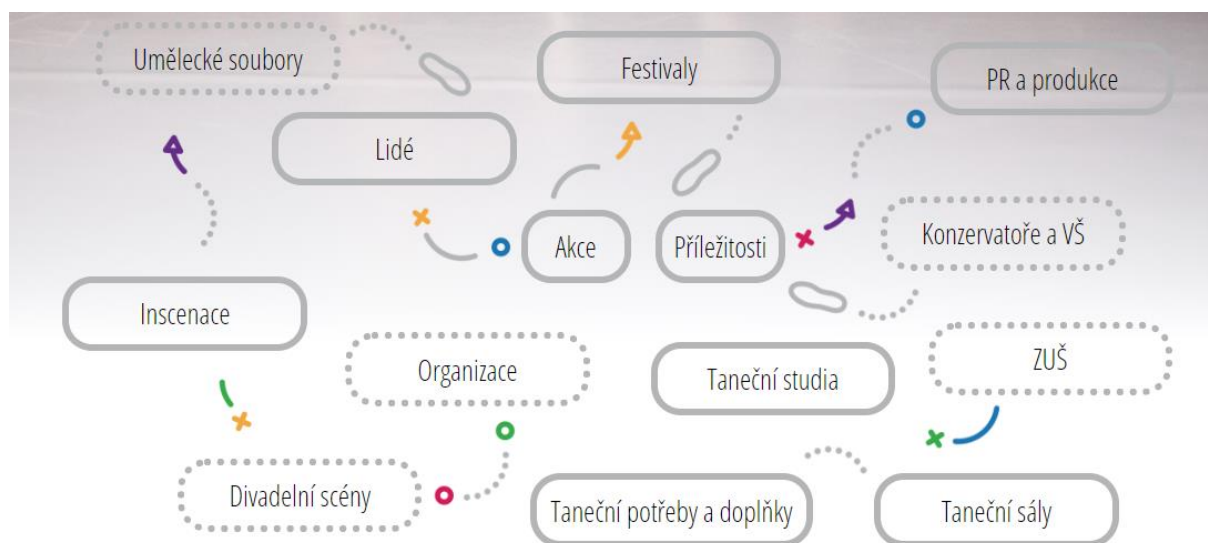 Umělecké soubory
Festivaly
PR a produkce
Lidé
Akce
Příležitosti
Konzervatoře a VŠ
Inscenace
Organizace
Taneční studia
ZUŠ
Divadelní scény
Taneční potřeby a doplňky
Taneční sály